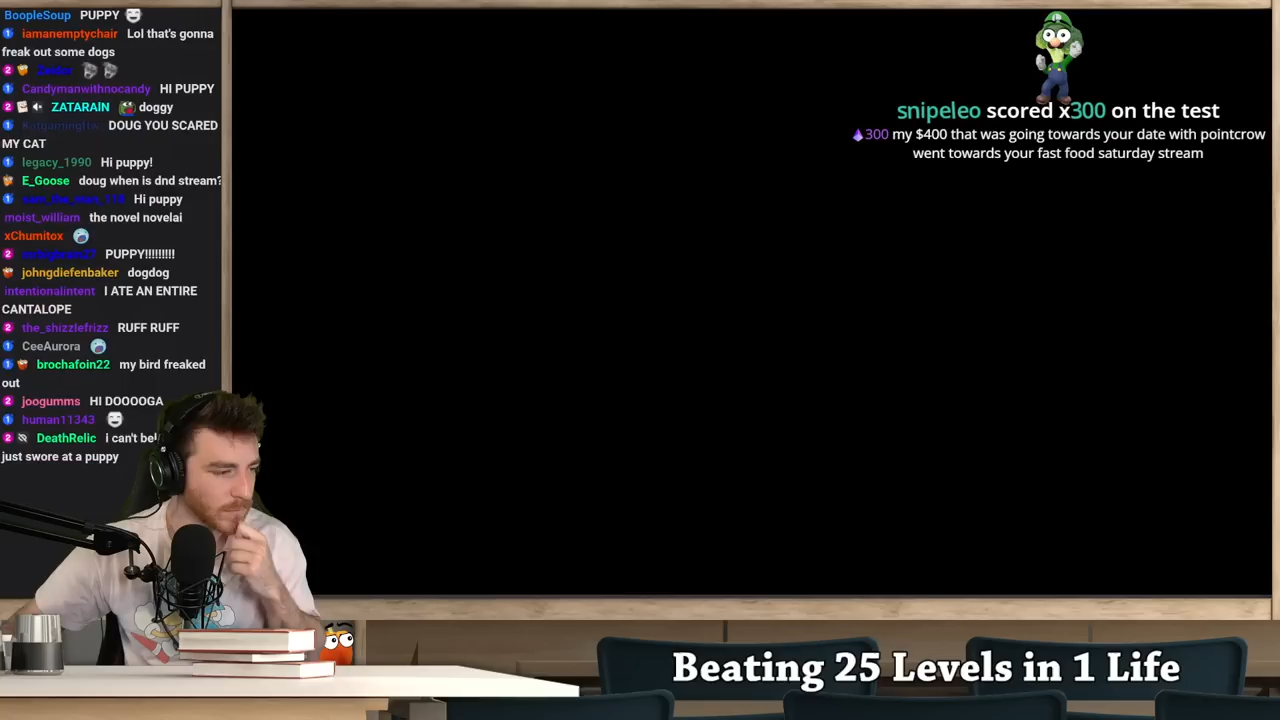 BoopleSoup PUPPY
iamanemptychair Lol that's gonna
freak out some dogs
Candymanwithnocandy HI PUPPY
ZATARAIN doggy
DOUG YOU SCARED
MY CAT
legacy_1990 Hi puppy!
E_Goose doug when is dnd stream?
Hi puppy
moist_william the novel novelai
xChumitox
PUPPY!!!!!!!!!
johngdiefenbaker dogdog
intentionalintent I ATE AN ENTIRE
CANTALOPE
the_shizzlefrizz RUFF RUFF
CeeAurora
brochafoin22 my bird freaked
out
joogumms HI DOOOOGA
human11343
DeathRelic i can't bel
just swore at a puppy
snipeleo scored x300 on the test
300 my $400 that was going towards your date with pointcrow
went towards your fast food saturday stream
Beating 25 Levels in 1 Life